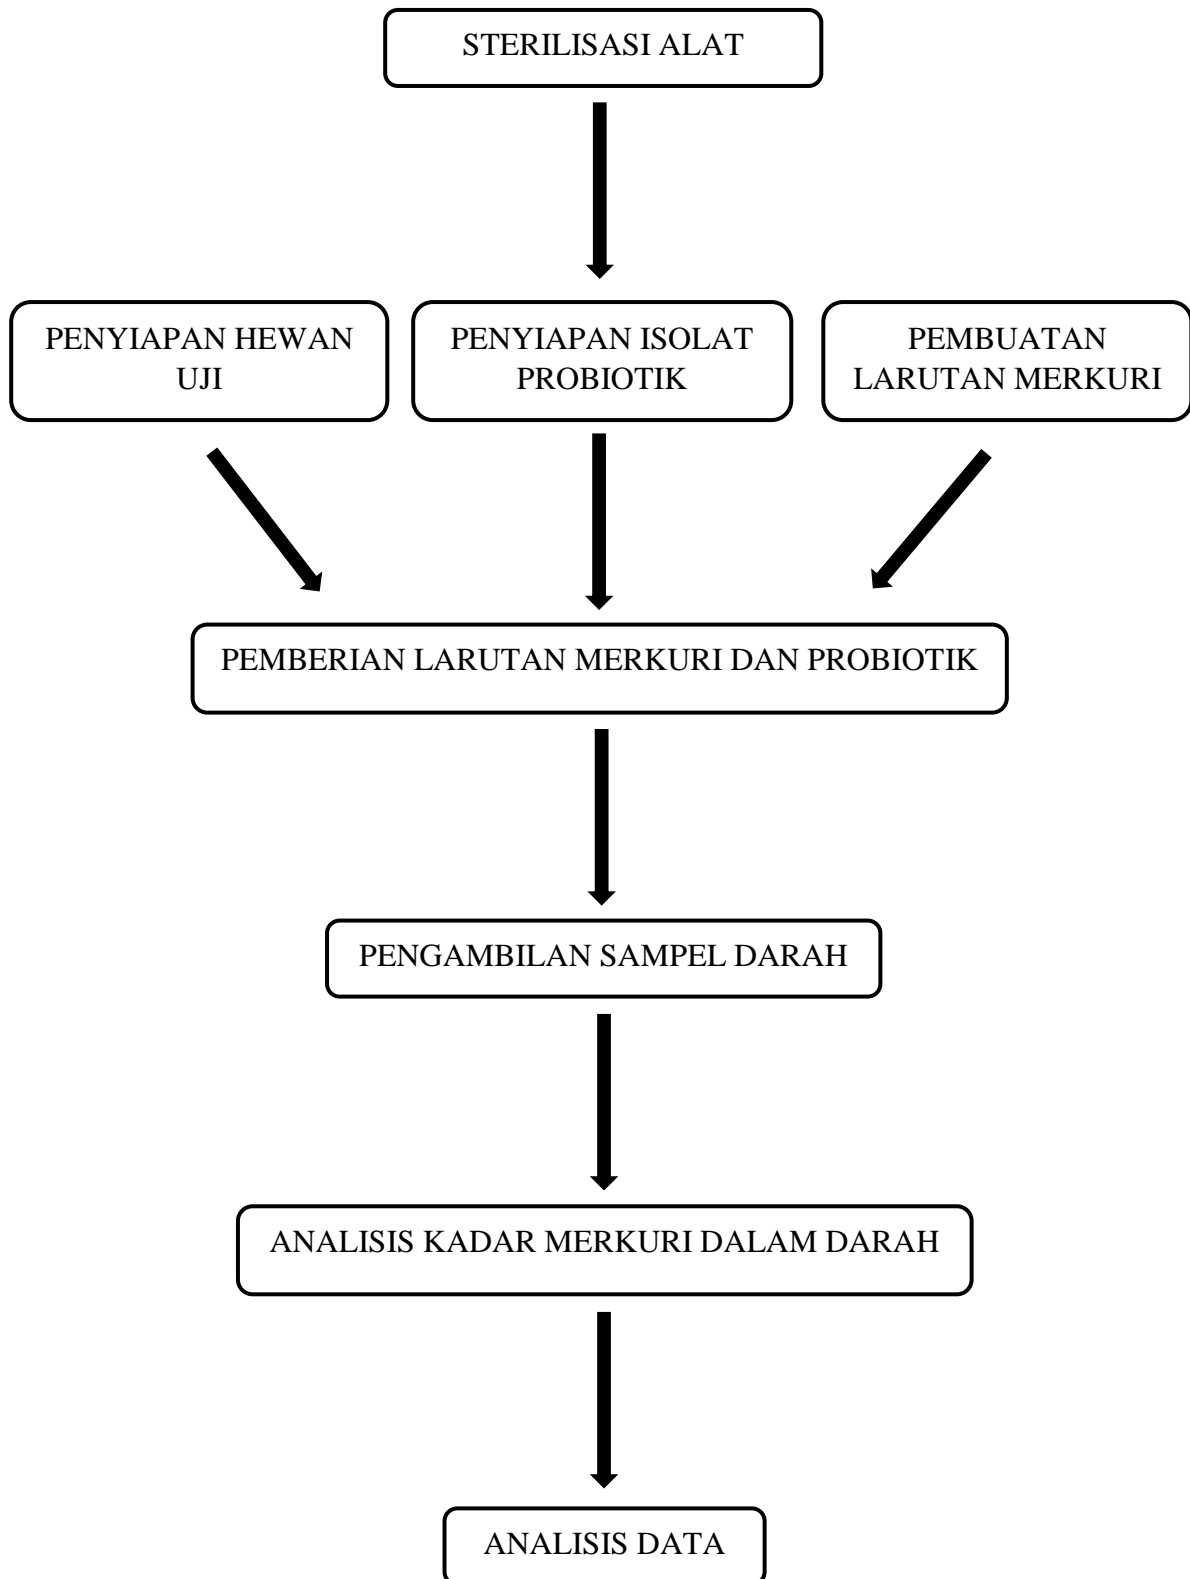 STERILISASI ALAT
PENYIAPAN HEWAN
UJI
PENYIAPAN ISOLAT
PROBIOTIK
PEMBUATAN
LARUTAN MERKURI
PEMBERIAN LARUTAN MERKURI DAN PROBIOTIK
PENGAMBILAN SAMPEL DARAH
ANALISIS KADAR MERKURI DALAM DARAH
ANALISIS DATA